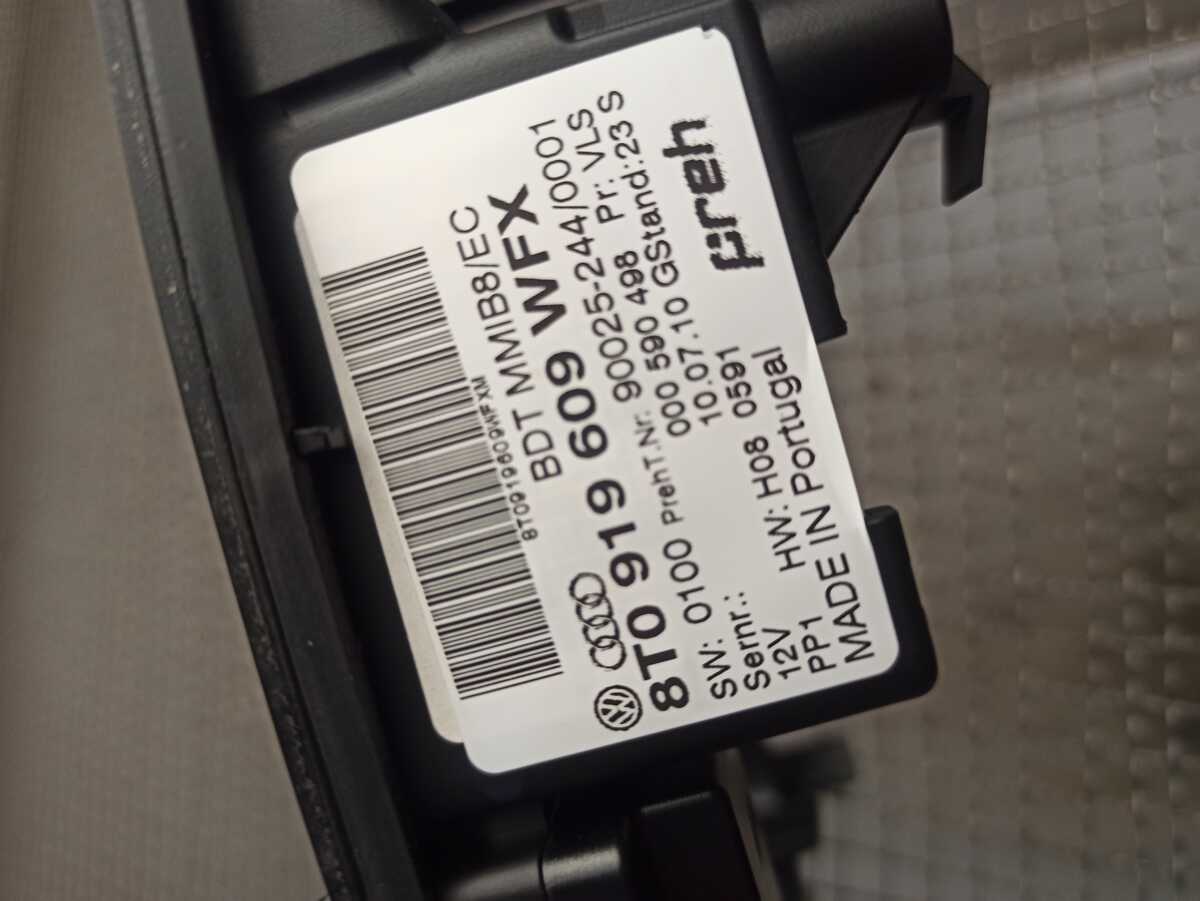 8T0919609WFXM
BDT MMIB8/EC
8T0 919 609 WFX
SW: 0100 PrehT.Nr: 90025-244/0001
Sernr.: 000 590 498 Pr: VLS
12V 10.07.10 GStand:23 S
PP1 HW: H08 0591
MADE IN Portugal
Preh